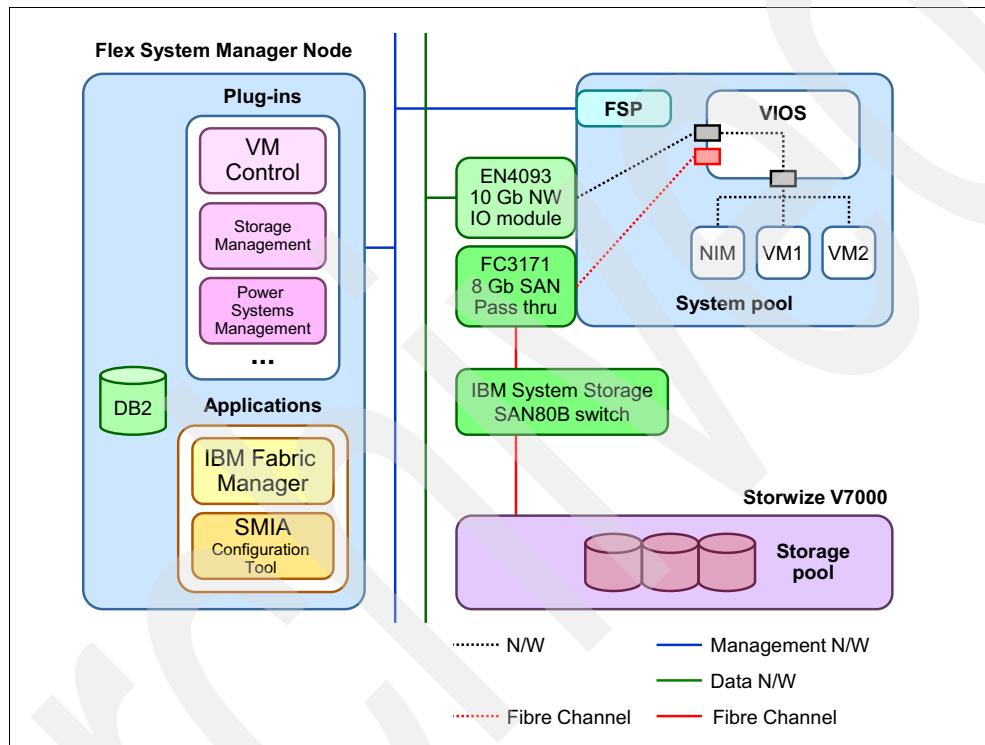 Flex System Manager Node
Plug-ins
VM
Control
Storage
Management
Power
Systems
Management
...
DB2
Applications
IBM Fabric
Manager
SMIA
Configuration
Tool
FSP
VIOS
EN4093
10 Gb NW
IO module
FC3171
8 Gb SAN
Pass thru
NIM
VM1
VM2
System pool
IBM System Storage
SAN80B switch
Storwize V7000
Storage
pool
N/W
Management N/W
Data N/W
Fibre Channel
Fibre Channel